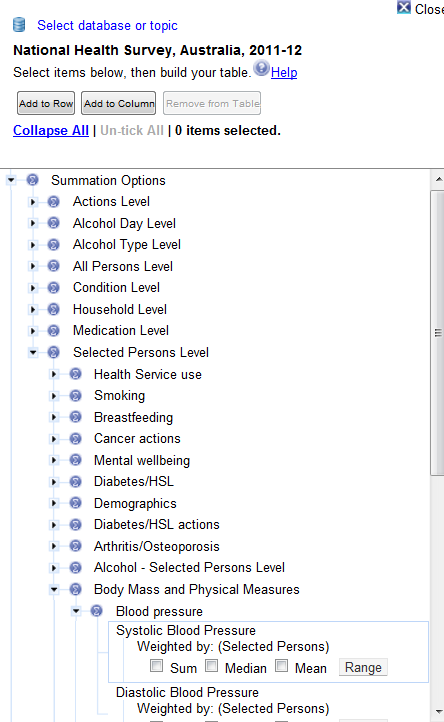 Close
Select database or topic
National Health Survey, Australia, 2011-12
Select items below, then build your table. Help
Add to Row Add to Column Remove from Table
Collapse All | Un-tick All | 0 items selected.
Summation Options
Actions Level
Alcohol Day Level
Alcohol Type Level
All Persons Level
Condition Level
Household Level
Medication Level
Selected Persons Level
Health Service use
Smoking
Breastfeeding
Cancer actions
Mental wellbeing
Diabetes/HSL
Demographics
Diabetes/HSL actions
Arthritis/Osteoporosis
Alcohol - Selected Persons Level
Body Mass and Physical Measures
Blood pressure
Systolic Blood Pressure
Weighted by: (Selected Persons)
Sum Median Mean Range
Diastolic Blood Pressure
Weighted by: (Selected Persons)